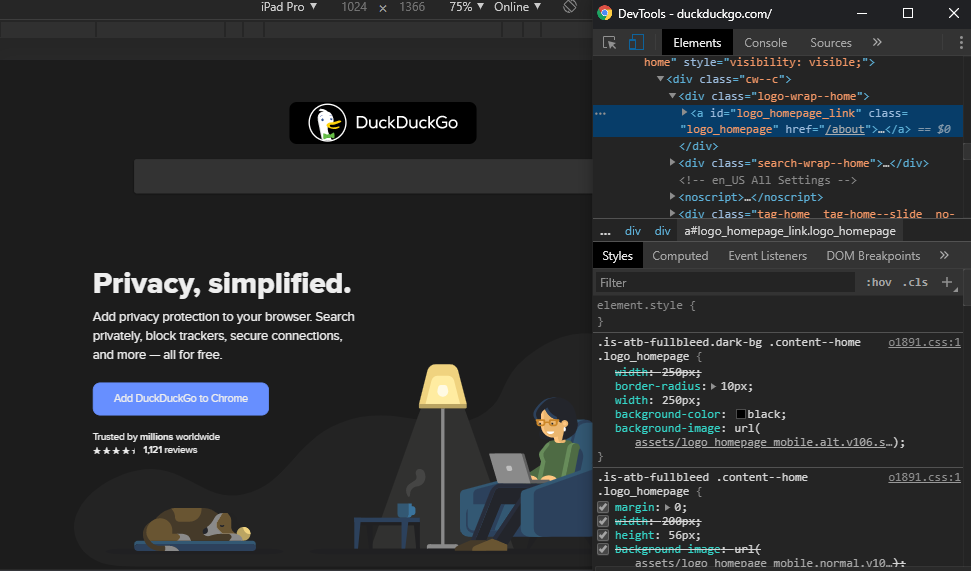 iPad Pro ▼ 1024 × 1366 75% ▼ Online ▼
DuckDuckGo
Privacy, simplified.
Add privacy protection to your browser. Search
privately, block trackers, secure connections,
and more — all for free.
Add DuckDuckGo to Chrome
Trusted by millions worldwide
1,121 reviews
DevTools - duckduckgo.com/
Elements Console Sources »
home" style="visibility: visible;">
▼<div class="cw--c">
▼<div class="logo-wrap--home">
… ▶<a id="logo_homepage_link" class=
"logo_homepage" href="/about">…</a> == $0
</div>
▶<div class="search-wrap--home">…</div>
<!-- en_US All Settings -->
▶<noscript>…</noscript>
▶<div class="tag-home tag-home--slide no-
… div div a#logo_homepage_link.logo_homepage
Styles Computed Event Listeners DOM Breakpoints »
Filter :hov .cls +
element.style {
}
.is-atb-fullbleed.dark-bg .content--home o1891.css:1
.logo_homepage {
width: 250px;
border-radius: ▶ 10px;
width: 250px;
background-color: black;
background-image: url(
assets/logo_homepage_mobile.alt.v106.s…);
}
.is-atb-fullbleed .content--home o1891.css:1
.logo_homepage {
margin: ▶ 0;
width: 200px;
height: 56px;
background-image: url(
assets/logo_homepage_mobile.normal.v10…);